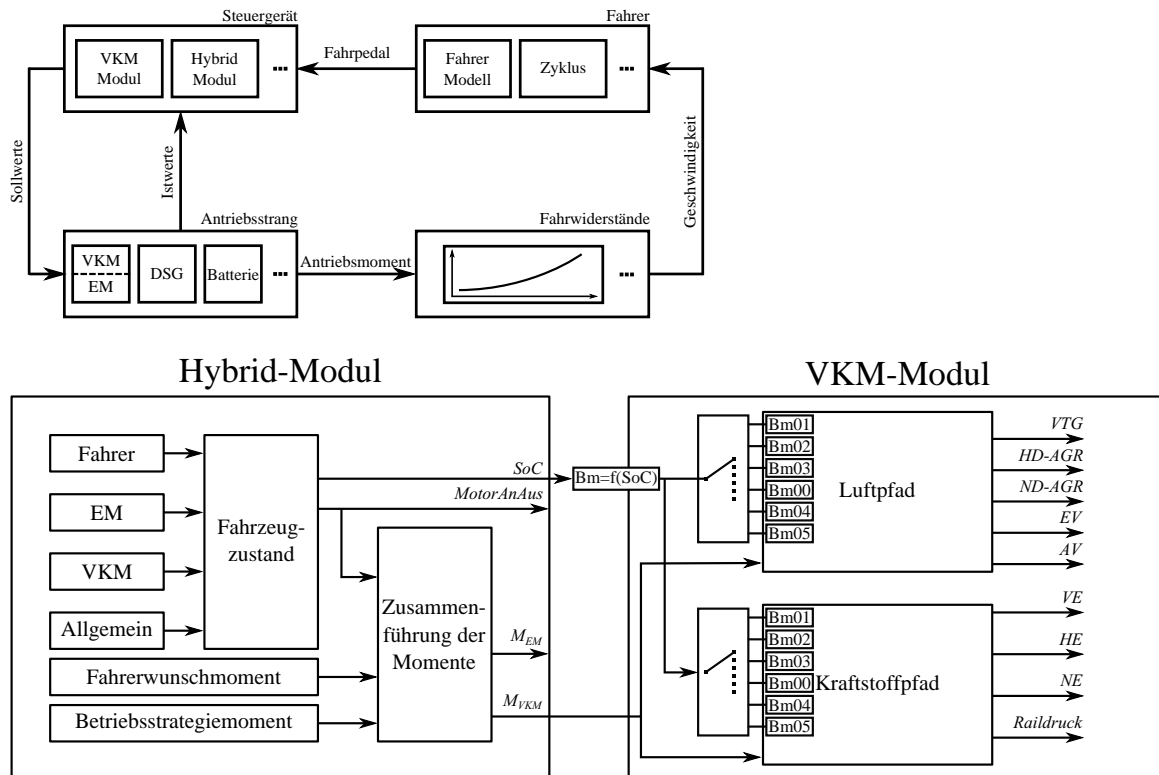 Steuergerät
VKM
Modul
Hybrid
Modul
...
Fahrpedal
Fahrer
Fahrer
Modell
Zyklus
...
Sollwerte
Istwerte
Geschwindigkeit
Antriebsstrang
VKM
EM
DSG
Batterie
...
Antriebsmoment
Fahrwiderstände
...
Hybrid-Modul
Fahrer
EM
VKM
Allgemein
Fahrzeug-
zustand
Fahrerwunschmoment
Betriebsstrategiemoment
Zusammen-
führung der
Momente
SoC
MotorAnAus
M_EM
M_VKM
Bm=f(SoC)
VKM-Modul
Bm01
Bm02
Bm03
Bm00
Bm04
Bm05
Luftpfad
VTG
HD-AGR
ND-AGR
EV
AV
Bm01
Bm02
Bm03
Bm00
Bm04
Bm05
Kraftstoffpfad
VE
HE
NE
Raildruck